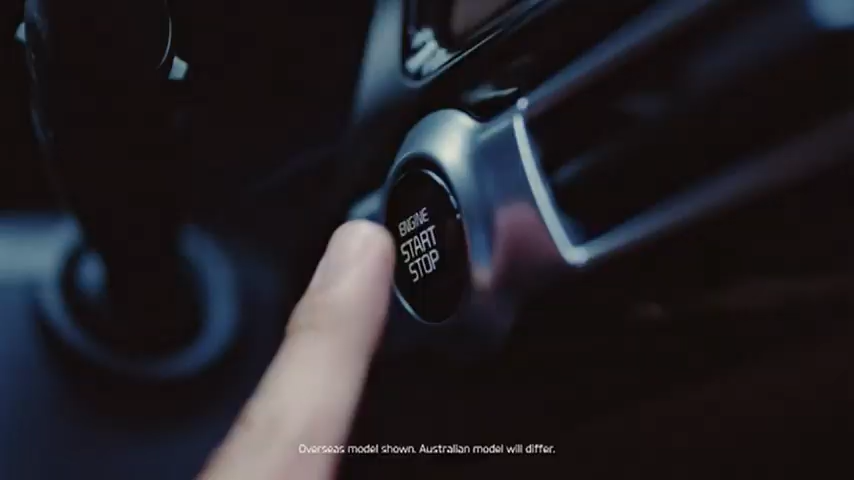 ENGINE
START
STOP
Overseas model shown. Australian model will differ.